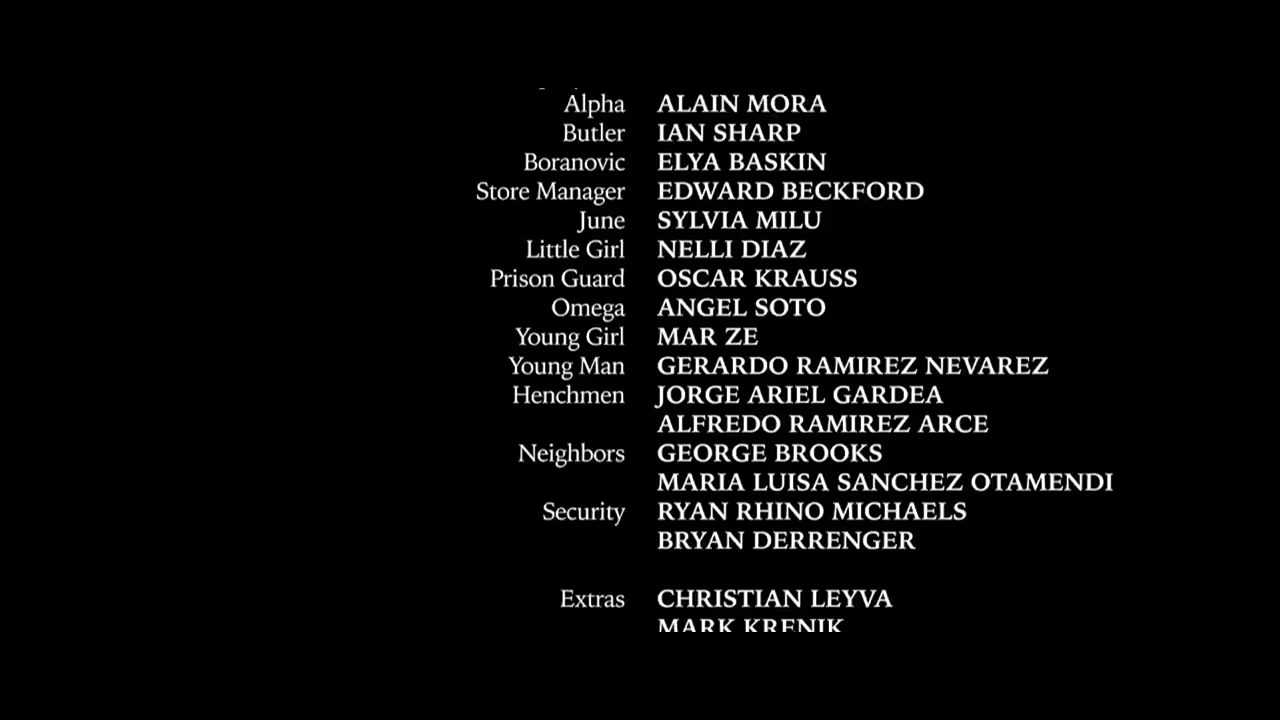 Alpha ALAIN MORA
Butler IAN SHARP
Boranovic ELYA BASKIN
Store Manager EDWARD BECKFORD
June SYLVIA MILU
Little Girl NELLI DIAZ
Prison Guard OSCAR KRAUSS
Omega ANGEL SOTO
Young Girl MAR ZE
Young Man GERARDO RAMIREZ NEVAREZ
Henchmen JORGE ARIEL GARDEA
ALFREDO RAMIREZ ARCE
Neighbors GEORGE BROOKS
MARIA LUISA SANCHEZ OTAMENDI
Security RYAN RHINO MICHAELS
BRYAN DERRENGER
Extras CHRISTIAN LEYVA
MARK KRENIK